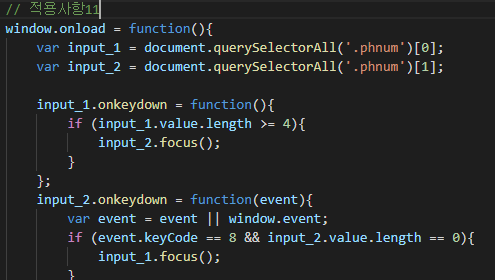 // 적용사항11
window.onload = function(){
var input_1 = document.querySelectorAll('.phnum')[0];
var input_2 = document.querySelectorAll('.phnum')[1];
input_1.onkeydown = function(){
if (input_1.value.length >= 4){
input_2.focus();
}
};
input_2.onkeydown = function(event){
var event = event || window.event;
if (event.keyCode == 8 && input_2.value.length == 0){
input_1.focus();
}